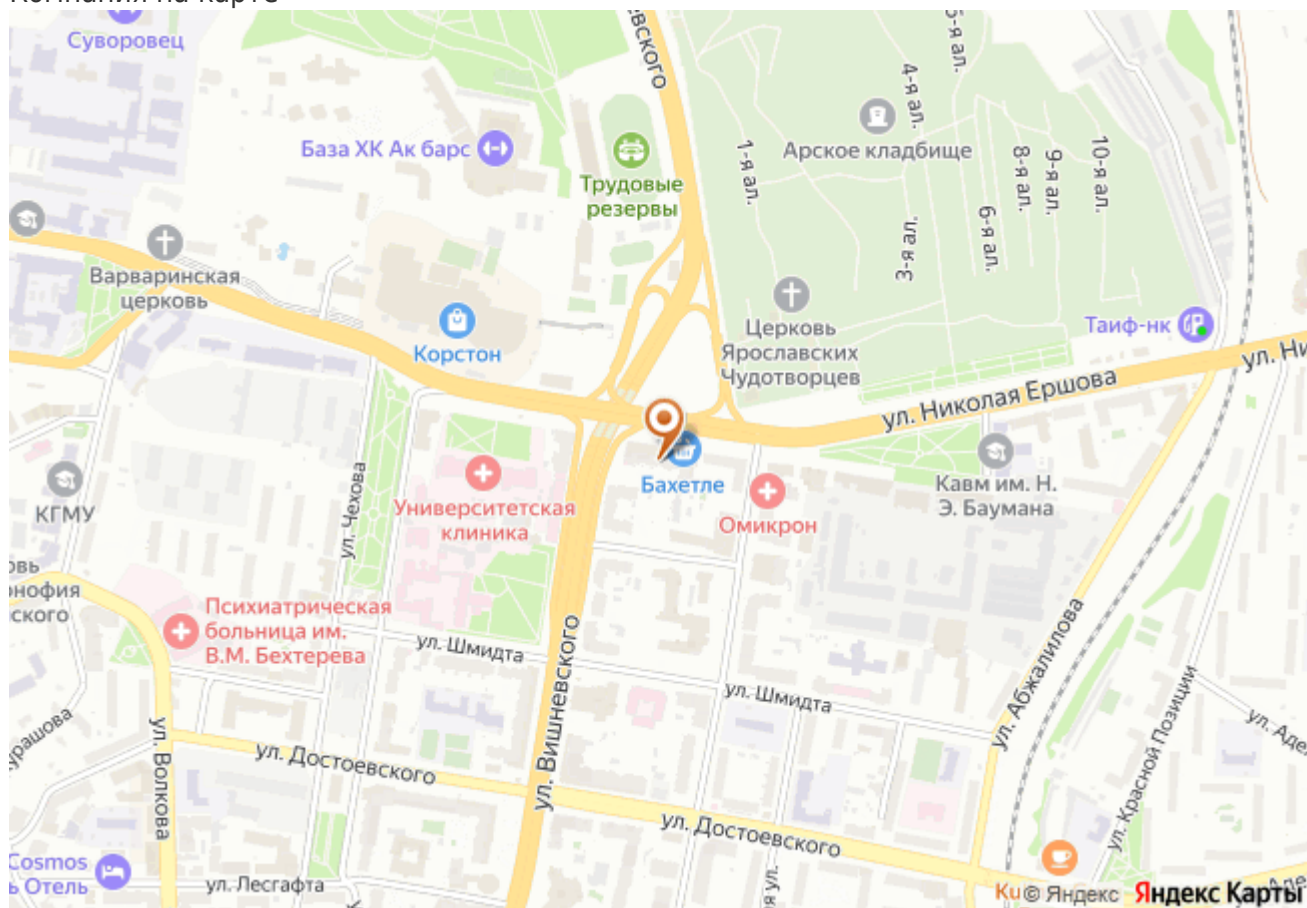 Компания на карте
Суворовец
База ХК Ак барс
Трудовые
резервы
Арское кладбище
1-я ал.
4-я ал.
3-я ал.
6-я ал.
8-я ал.
9-я ал.
10-я ал.
Варваринская
церковь
Корстон
Церковь
Ярославских
Чудотворцев
Таиф-нк
ул. Николая Ершова
Бахетле
Омикрон
Кавм им. Н.
Э. Баумана
КГМУ
ул. Чехова
Университетская
клиника
Психиатрическая
больница им.
В.М. Бехтерева
ул. Шмидта
ул. Шмидта
ул. Вишневского
ул. Абжалилова
ул. Красной Позиции
ул. Волкова
ул. Достоевского
ул. Достоевского
Cosmos
ь Отель
ул. Лесгафта
© Яндекс Яндекс Карты